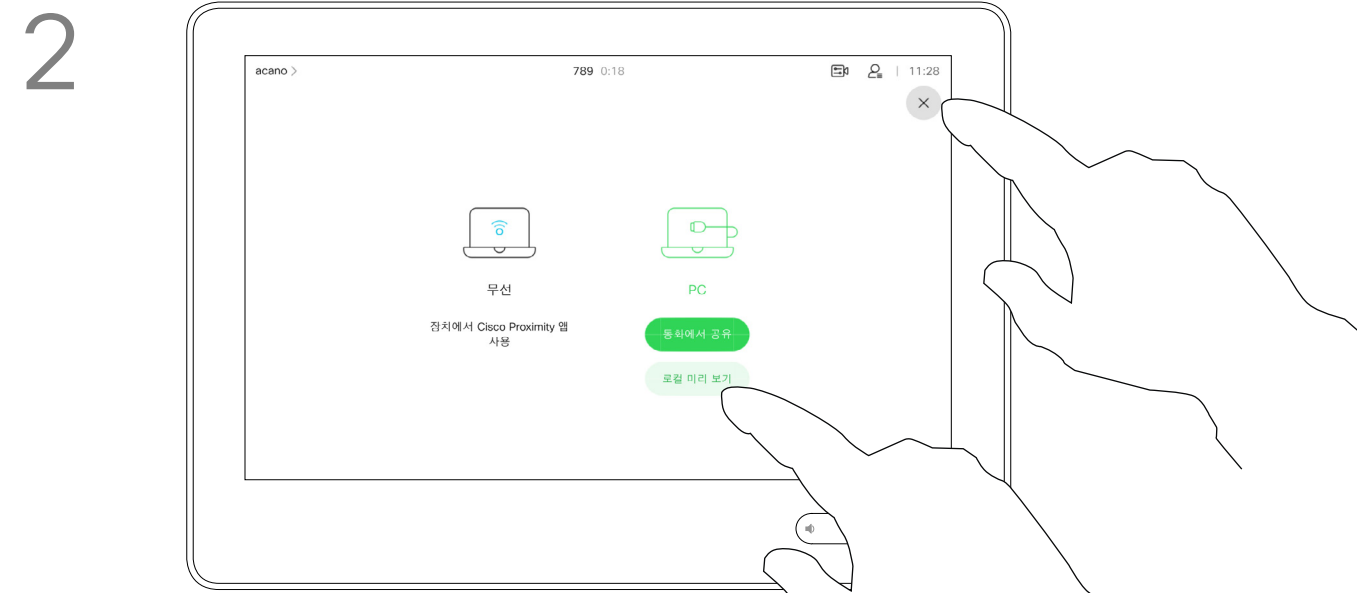 2
acano >
789 0:18
11:28
무선
PC
장치에서 Cisco Proximity 앱
사용
통화에서 공유
로컬 미리 보기